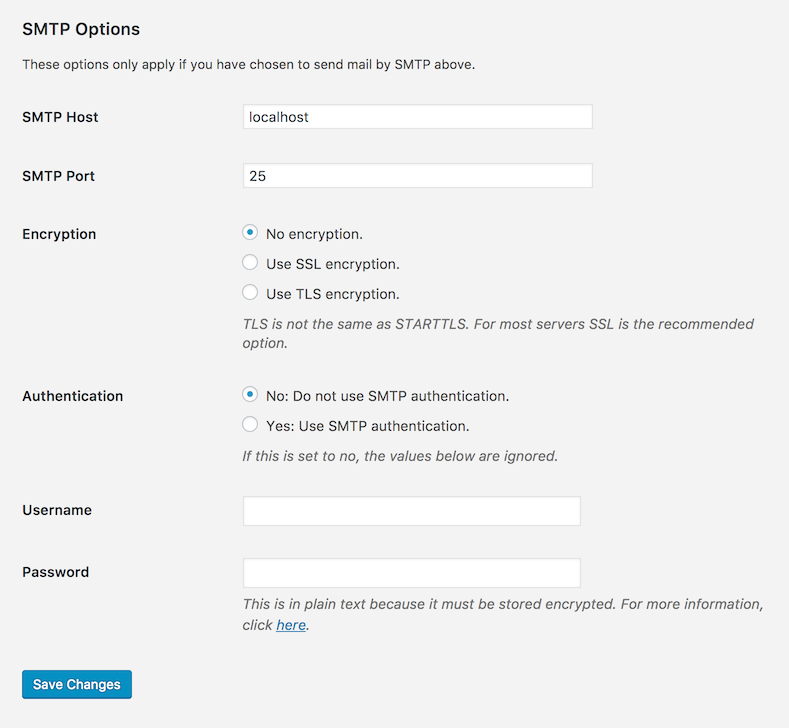 SMTP Options
These options only apply if you have chosen to send mail by SMTP above.
SMTP Host
localhost
SMTP Port
25
Encryption
No encryption.
Use SSL encryption.
Use TLS encryption.
TLS is not the same as STARTTLS. For most servers SSL is the recommended
option.
Authentication
No: Do not use SMTP authentication.
Yes: Use SMTP authentication.
If this is set to no, the values below are ignored.
Username
Password
This is in plain text because it must be stored encrypted. For more information,
click here.
Save Changes